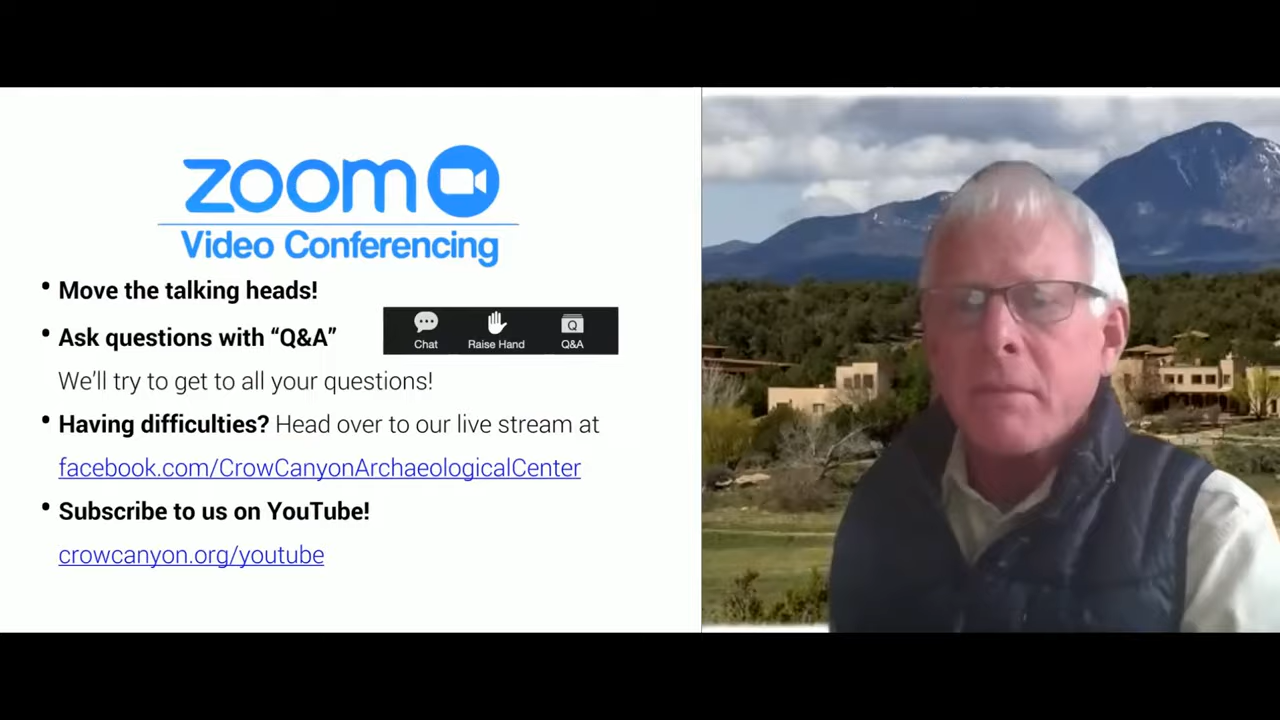 zoom
Video Conferencing
• Move the talking heads!
• Ask questions with “Q&A”
Chat
Raise Hand
Q
Q&A
We’ll try to get to all your questions!
• Having difficulties? Head over to our live stream at
facebook.com/CrowCanyonArchaeologicalCenter
• Subscribe to us on YouTube!
crowcanyon.org/youtube